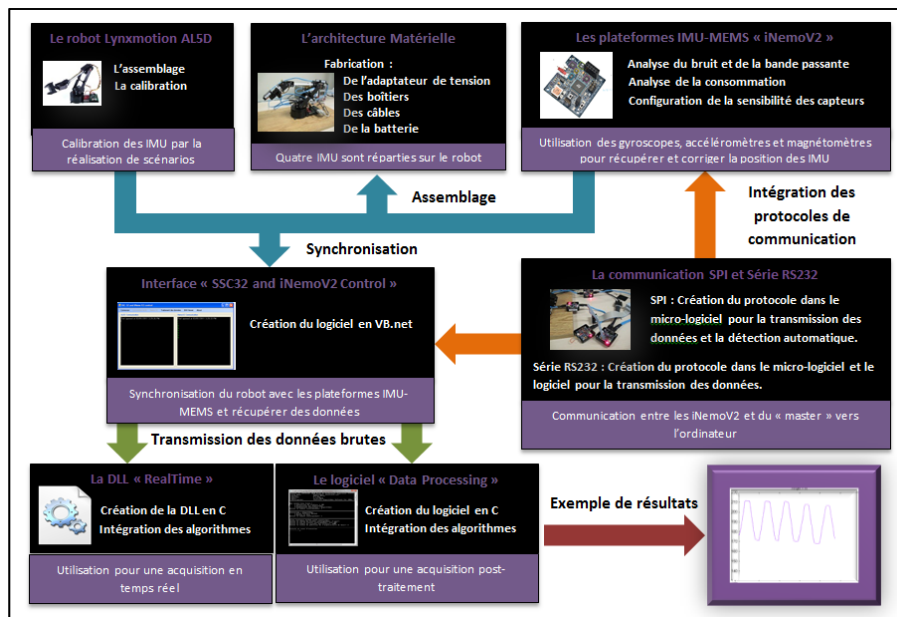 Le robot Lynxmotion AL5D
L'assemblage
La calibration
Calibration des IMU par la
réalisation de scénarios
L'architecture Matérielle
Fabrication :
De l'adaptateur de tension
Des boîtiers
Des câbles
De la batterie
Quatre IMU sont réparties sur le robot
Les plateformes IMU-MEMS « iNemoV2 »
Analyse du bruit et de la bande passante
Analyse de la consommation
Configuration de la sensibilité des capteurs
Utilisation des gyroscopes, accéléromètres et magnétomètres
pour récupérer et corriger la position des IMU
Assemblage
Synchronisation
Intégration des
protocoles de
communication
Interface « SSC32 and iNemoV2 Control »
Création du logiciel en VB.net
Synchronisation du robot avec les plateformes IMU-
MEMS et récupérer des données
La communication SPI et Série RS232
SPI : Création du protocole dans le
micro-logiciel pour la transmission des
données et la détection automatique.
Série RS232 : Création du protocole dans le micro-logiciel et le
logiciel pour la transmission des données.
Communication entre les iNemoV2 et du « master » vers
l'ordinateur
Transmission des données brutes
La DLL « RealTime »
Création de la DLL en C
Intégration des algorithmes
Utilisation pour une acquisition en
temps réel
Le logiciel « Data Processing »
Création du logiciel en C
Intégration des algorithmes
Utilisation pour une acquisition post-
traitement
Exemple de résultats